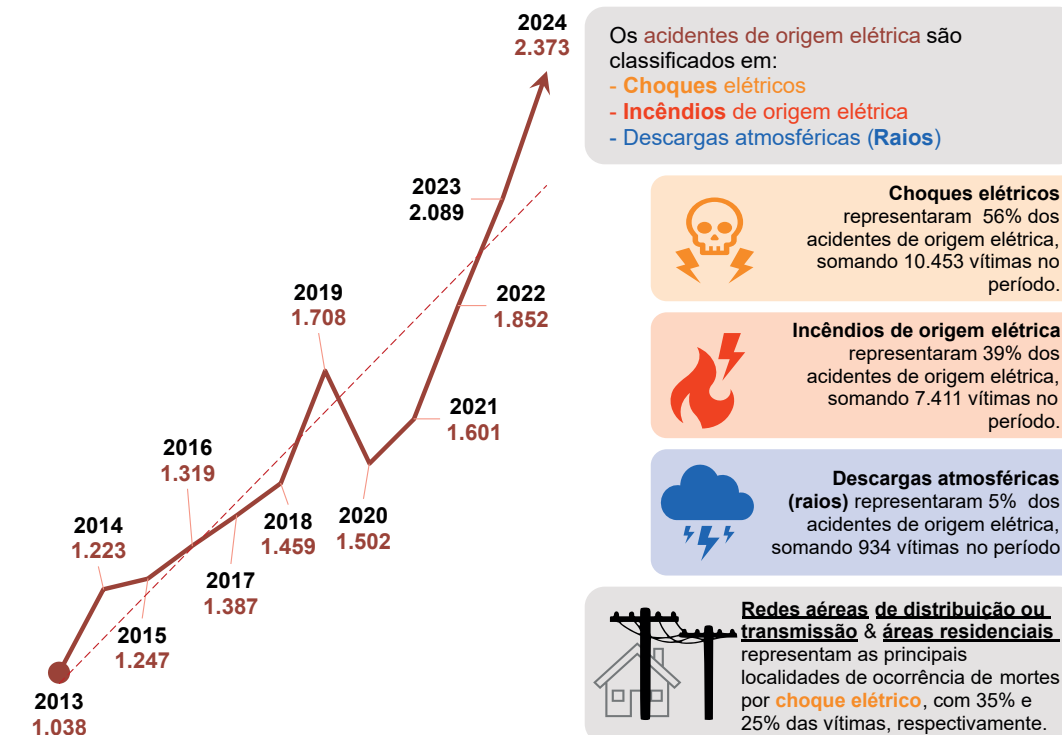 2024
2.373
2023
2.089
2019
1.708
2022
1.852
2021
1.601
2016
1.319
2014
1.223
2018
1.459
2020
1.502
2017
1.387
2015
1.247
2013
1.038
Os acidentes de origem elétrica são
classificados em:
- Choques elétricos
- Incêndios de origem elétrica
- Descargas atmosféricas (Raios)
Choques elétricos
representaram 56% dos
acidentes de origem elétrica,
somando 10.453 vítimas no
período.
Incêndios de origem elétrica
representaram 39% dos
acidentes de origem elétrica,
somando 7.411 vítimas no
período.
Descargas atmosféricas
(raios) representaram 5% dos
acidentes de origem elétrica,
somando 934 vítimas no período
Redes aéreas de distribuição ou
transmissão & áreas residenciais
representam as principais
localidades de ocorrência de mortes
por choque elétrico, com 35% e
25% das vítimas, respectivamente.